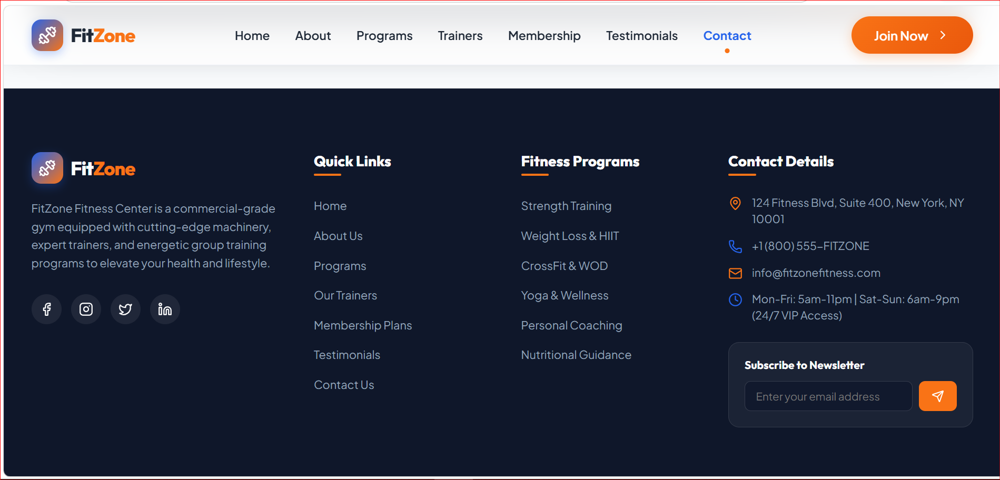 FitZone
Home
About
Programs
Trainers
Membership
Testimonials
Contact
Join Now
FitZone
FitZone Fitness Center is a commercial-grade
gym equipped with cutting-edge machinery,
expert trainers, and energetic group training
programs to elevate your health and lifestyle.
Quick Links
Home
About Us
Programs
Our Trainers
Membership Plans
Testimonials
Contact Us
Fitness Programs
Strength Training
Weight Loss & HIIT
CrossFit & WOD
Yoga & Wellness
Personal Coaching
Nutritional Guidance
Contact Details
124 Fitness Blvd, Suite 400, New York, NY
10001
+1 (800) 555-FITZONE
info@fitzonefitness.com
Mon-Fri: 5am-11pm | Sat-Sun: 6am-9pm
(24/7 VIP Access)
Subscribe to Newsletter
Enter your email address